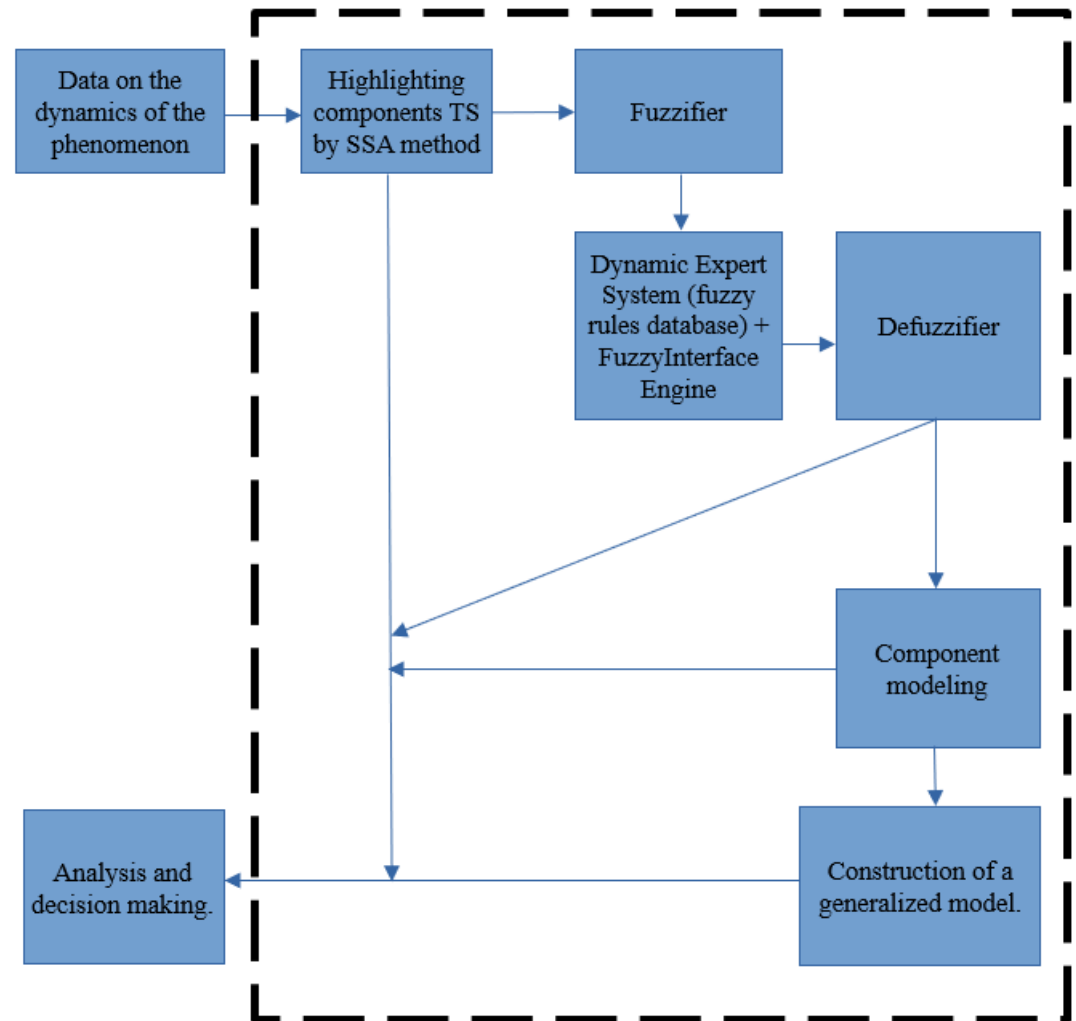 Data on the
dynamics of the
phenomenon
Highlighting
components TS
by SSA method
Fuzzifier
Dynamic Expert
System (fuzzy
rules database) +
FuzzyInterface
Engine
Defuzzifier
Component
modeling
Analysis and
decision making.
Construction of a
generalized model.